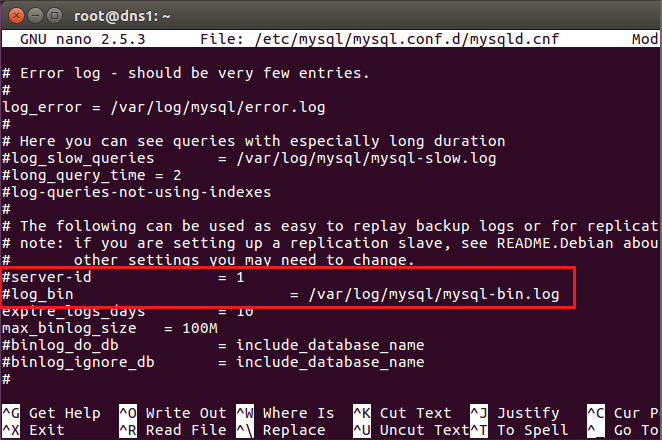 root@dns1: ~
GNU nano 2.5.3 File: /etc/mysql/mysql.conf.d/mysqld.cnf Mod
# Error log - should be very few entries.
#
log_error = /var/log/mysql/error.log
#
# Here you can see queries with especially long duration
#log_slow_queries = /var/log/mysql/mysql-slow.log
#long_query_time = 2
#log-queries-not-using-indexes
#
# The following can be used as easy to replay backup logs or for replicat
# note: if you are setting up a replication slave, see README.Debian abou
# other settings you may need to change.
#server-id = 1
#log_bin = /var/log/mysql/mysql-bin.log
expire_logs_days = 10
max_binlog_size = 100M
#binlog_do_db = include_database_name
#binlog_ignore_db = include_database_name
#
^G Get Help ^O Write Out ^W Where Is ^K Cut Text ^J Justify ^C Cur P
^X Exit ^R Read File ^\ Replace ^U Uncut Text ^T To Spell ^_ Go To